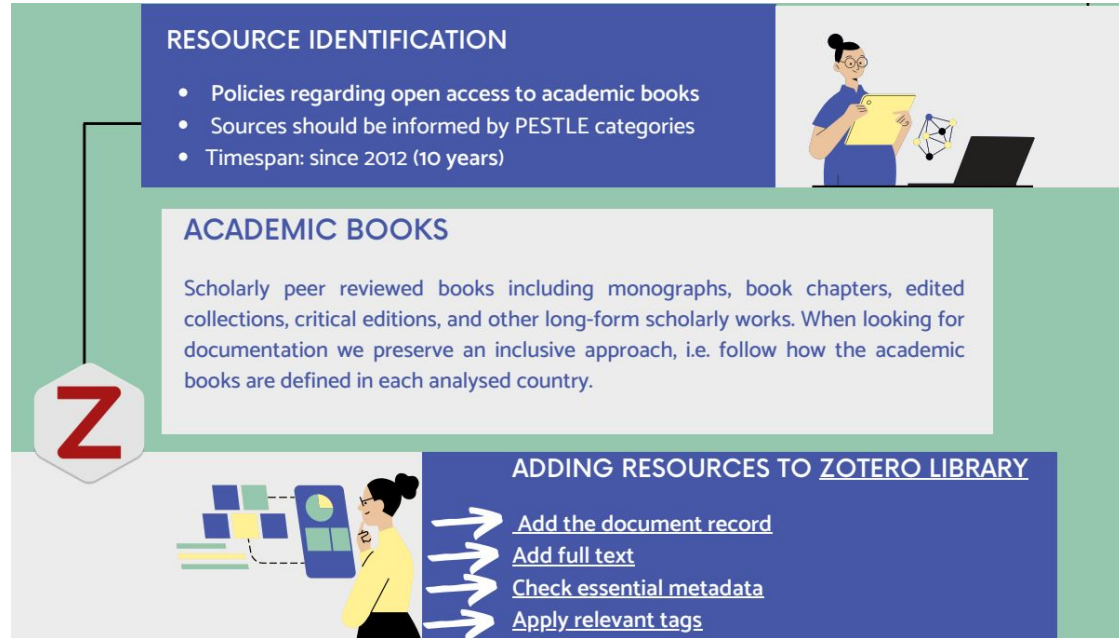 RESOURCE IDENTIFICATION
• Policies regarding open access to academic books
• Sources should be informed by PESTLE categories
• Timespan: since 2012 (10 years)
ACADEMIC BOOKS
Scholarly peer reviewed books including monographs, book chapters, edited
collections, critical editions, and other long-form scholarly works. When looking for
documentation we preserve an inclusive approach, i.e. follow how the academic
books are defined in each analysed country.
Z
ADDING RESOURCES TO ZOTERO LIBRARY
Add the document record
Add full text
Check essential metadata
Apply relevant tags